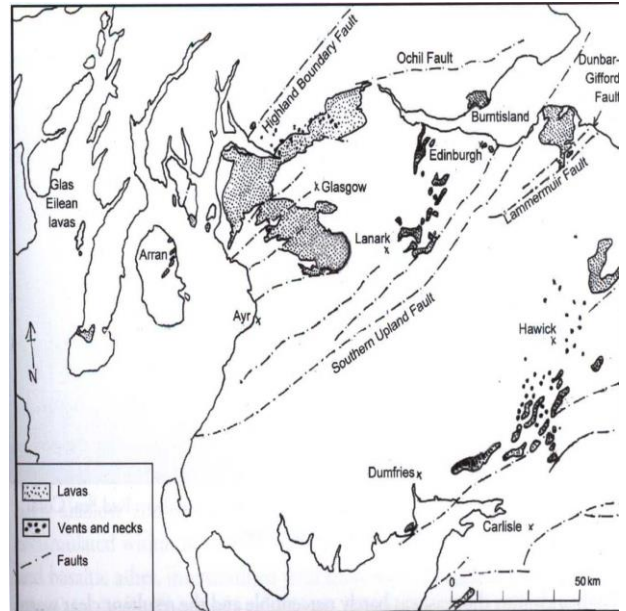 Ochil Fault
Dunbar-
Gifford
Fault
Highland Boundary Fault
Burntisland
Edinburgh
Glas
Eilean
lavas
Glasgow
Lammermuir Fault
Lanark
Arran
Ayr
Southern Upland Fault
Hawick
N
Lavas
Vents and necks
Faults
Dumfries
Carlisle
0
50 km